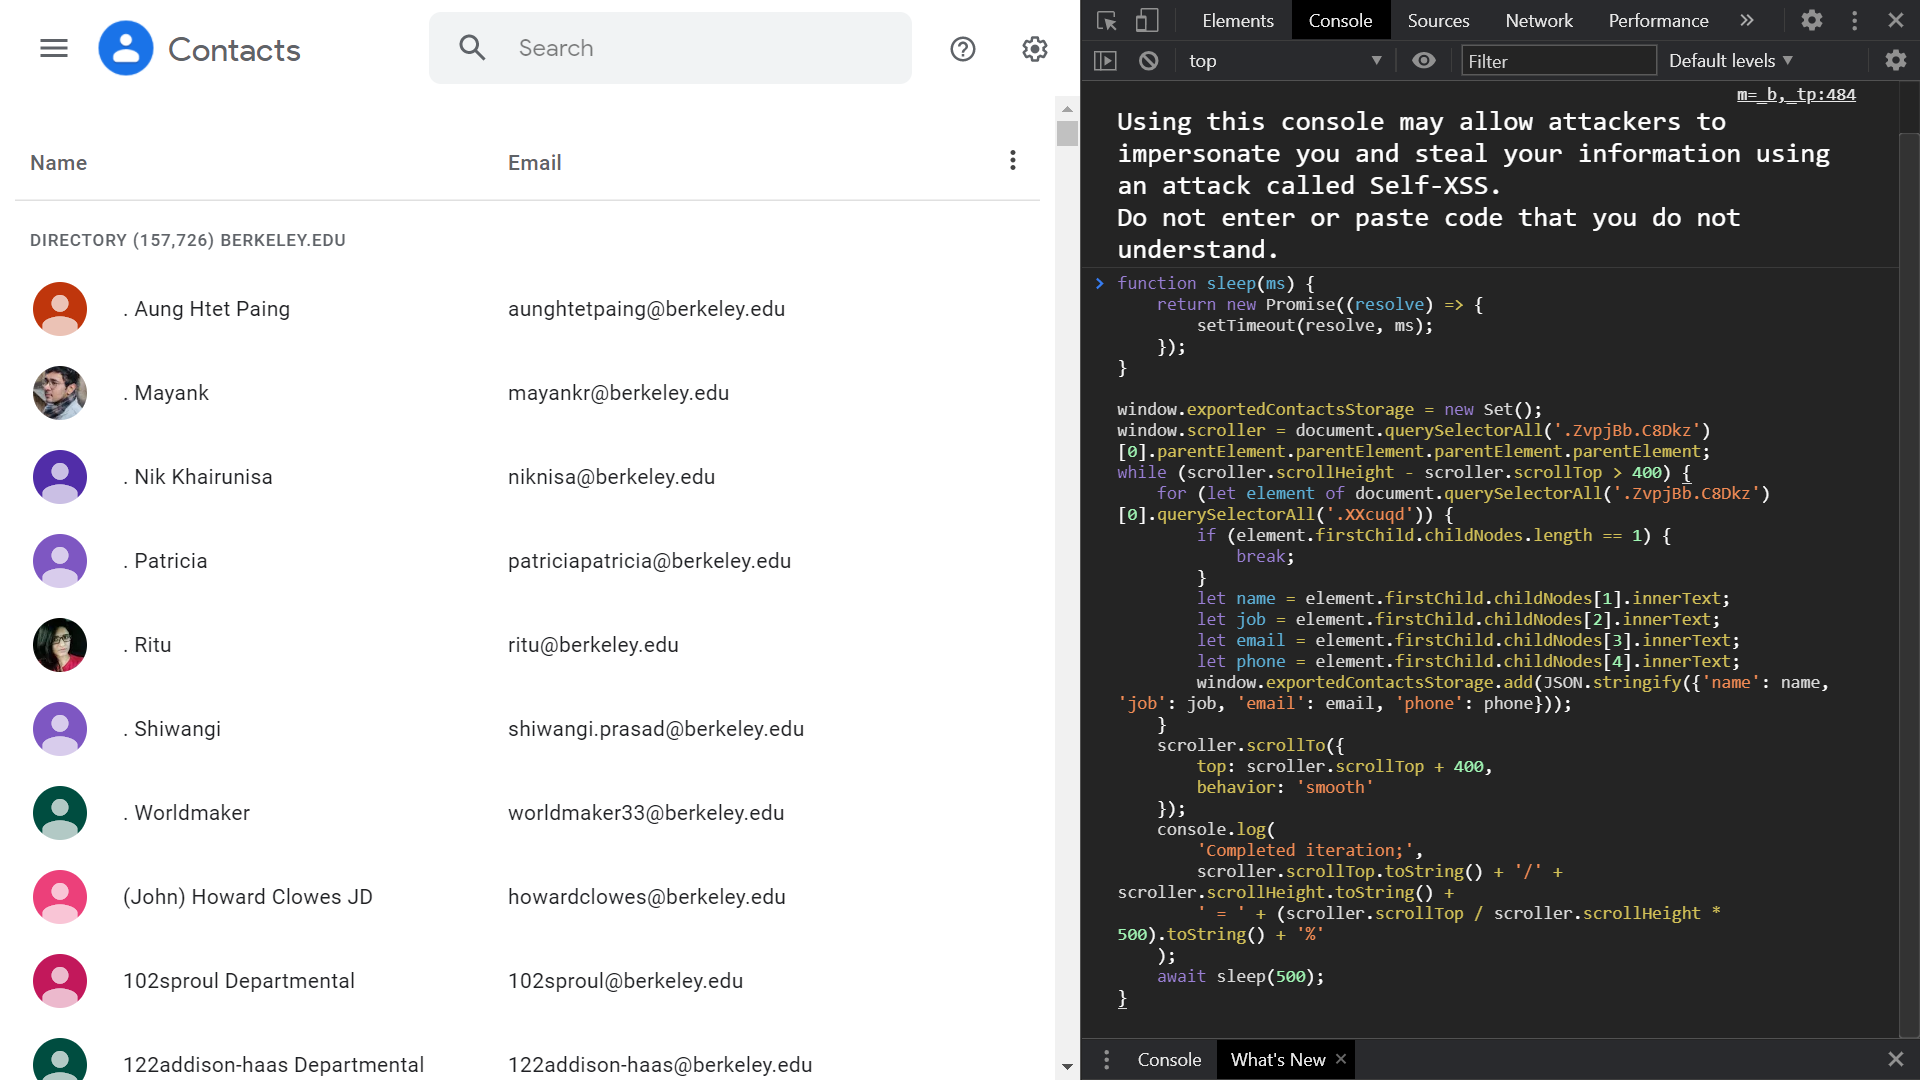 Contacts
Search
Name Email
DIRECTORY (157,726) BERKELEY.EDU
. Aung Htet Paing aunghtetpaing@berkeley.edu
. Mayank mayankr@berkeley.edu
. Nik Khairunisa niknisa@berkeley.edu
. Patricia patriciapatricia@berkeley.edu
. Ritu ritu@berkeley.edu
. Shiwangi shiwangi.prasad@berkeley.edu
. Worldmaker worldmaker33@berkeley.edu
(John) Howard Clowes JD howardclowes@berkeley.edu
102sproul Departmental 102sproul@berkeley.edu
122addison-haas Departmental 122addison-haas@berkeley.edu
Elements Console Sources Network Performance »
top Filter Default levels
m=_b,_tp:484
Using this console may allow attackers to
impersonate you and steal your information using
an attack called Self-XSS.
Do not enter or paste code that you do not
understand.
> function sleep(ms) {
return new Promise((resolve) => {
setTimeout(resolve, ms);
});
}
window.exportedContactsStorage = new Set();
window.scroller = document.querySelectorAll('.ZvpjBb.C8Dkz')
[0].parentElement.parentElement.parentElement.parentElement;
while (scroller.scrollHeight - scroller.scrollTop > 400) {
for (let element of document.querySelectorAll('.ZvpjBb.C8Dkz')
[0].querySelectorAll('.XXcuqd')) {
if (element.firstChild.childNodes.length == 1) {
break;
}
let name = element.firstChild.childNodes[1].innerText;
let job = element.firstChild.childNodes[2].innerText;
let email = element.firstChild.childNodes[3].innerText;
let phone = element.firstChild.childNodes[4].innerText;
window.exportedContactsStorage.add(JSON.stringify({'name': name,
'job': job, 'email': email, 'phone': phone}));
}
scroller.scrollTo({
top: scroller.scrollTop + 400,
behavior: 'smooth'
});
console.log(
'Completed iteration;',
scroller.scrollTop.toString() + '/' +
scroller.scrollHeight.toString() +
' = ' + (scroller.scrollTop / scroller.scrollHeight *
500).toString() + '%'
);
await sleep(500);
}
Console What's New